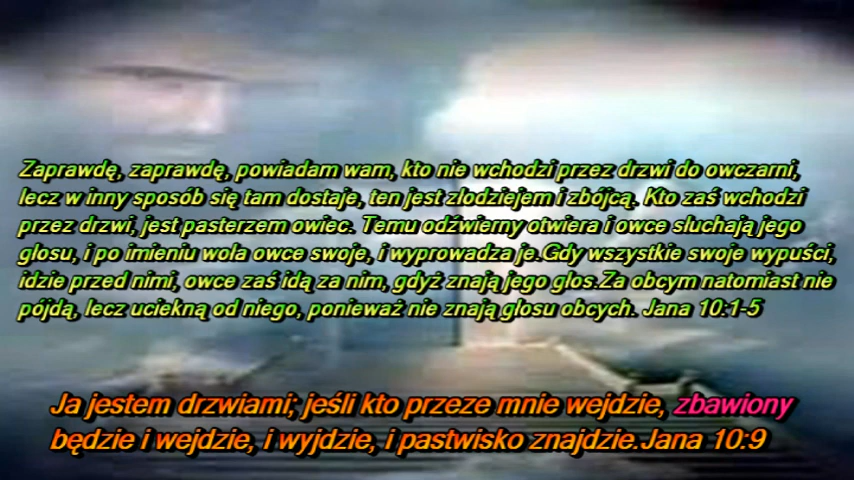 Zaprawdę, zaprawdę, powiadam wam, kto nie wchodzi przez drzwi do owczarni,
lecz w inny sposób się tam dostaje, ten jest złodziejem i zbójcą. Kto zaś wchodzi
przez drzwi, jest pasterzem owiec. Temu odźwierny otwiera i owce słuchają jego
głosu, i po imieniu woła owce swoje, i wyprowadza je.Gdy wszystkie swoje wypuści,
idzie przed nimi, owce zaś idą za nim, gdyż znają jego głos.Za obcym natomiast nie
pójdą, lecz uciekną od niego, ponieważ nie znają głosu obcych. Jana 10:1-5
Ja jestem drzwiami; jeśli kto przeze mnie wejdzie, zbawiony
będzie i wejdzie, i wyjdzie, i pastwisko znajdzie.Jana 10:9